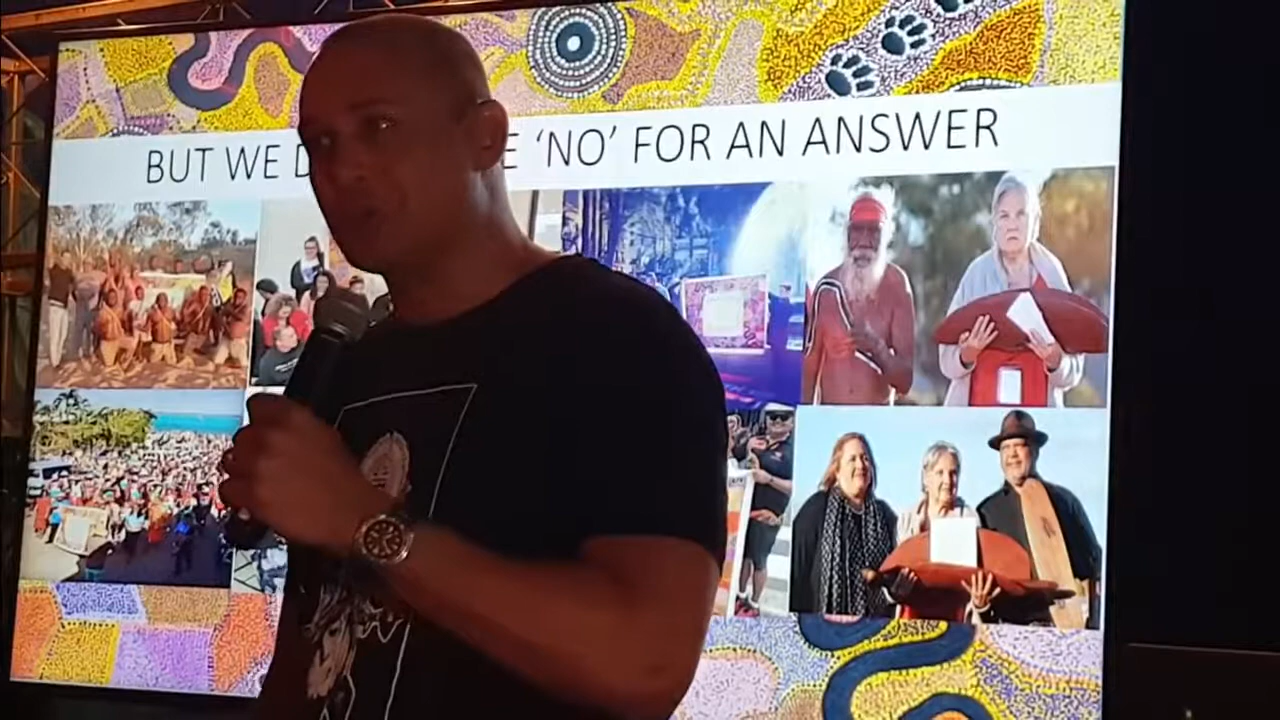 BUT WE D E ‘NO’ FOR AN ANSWER